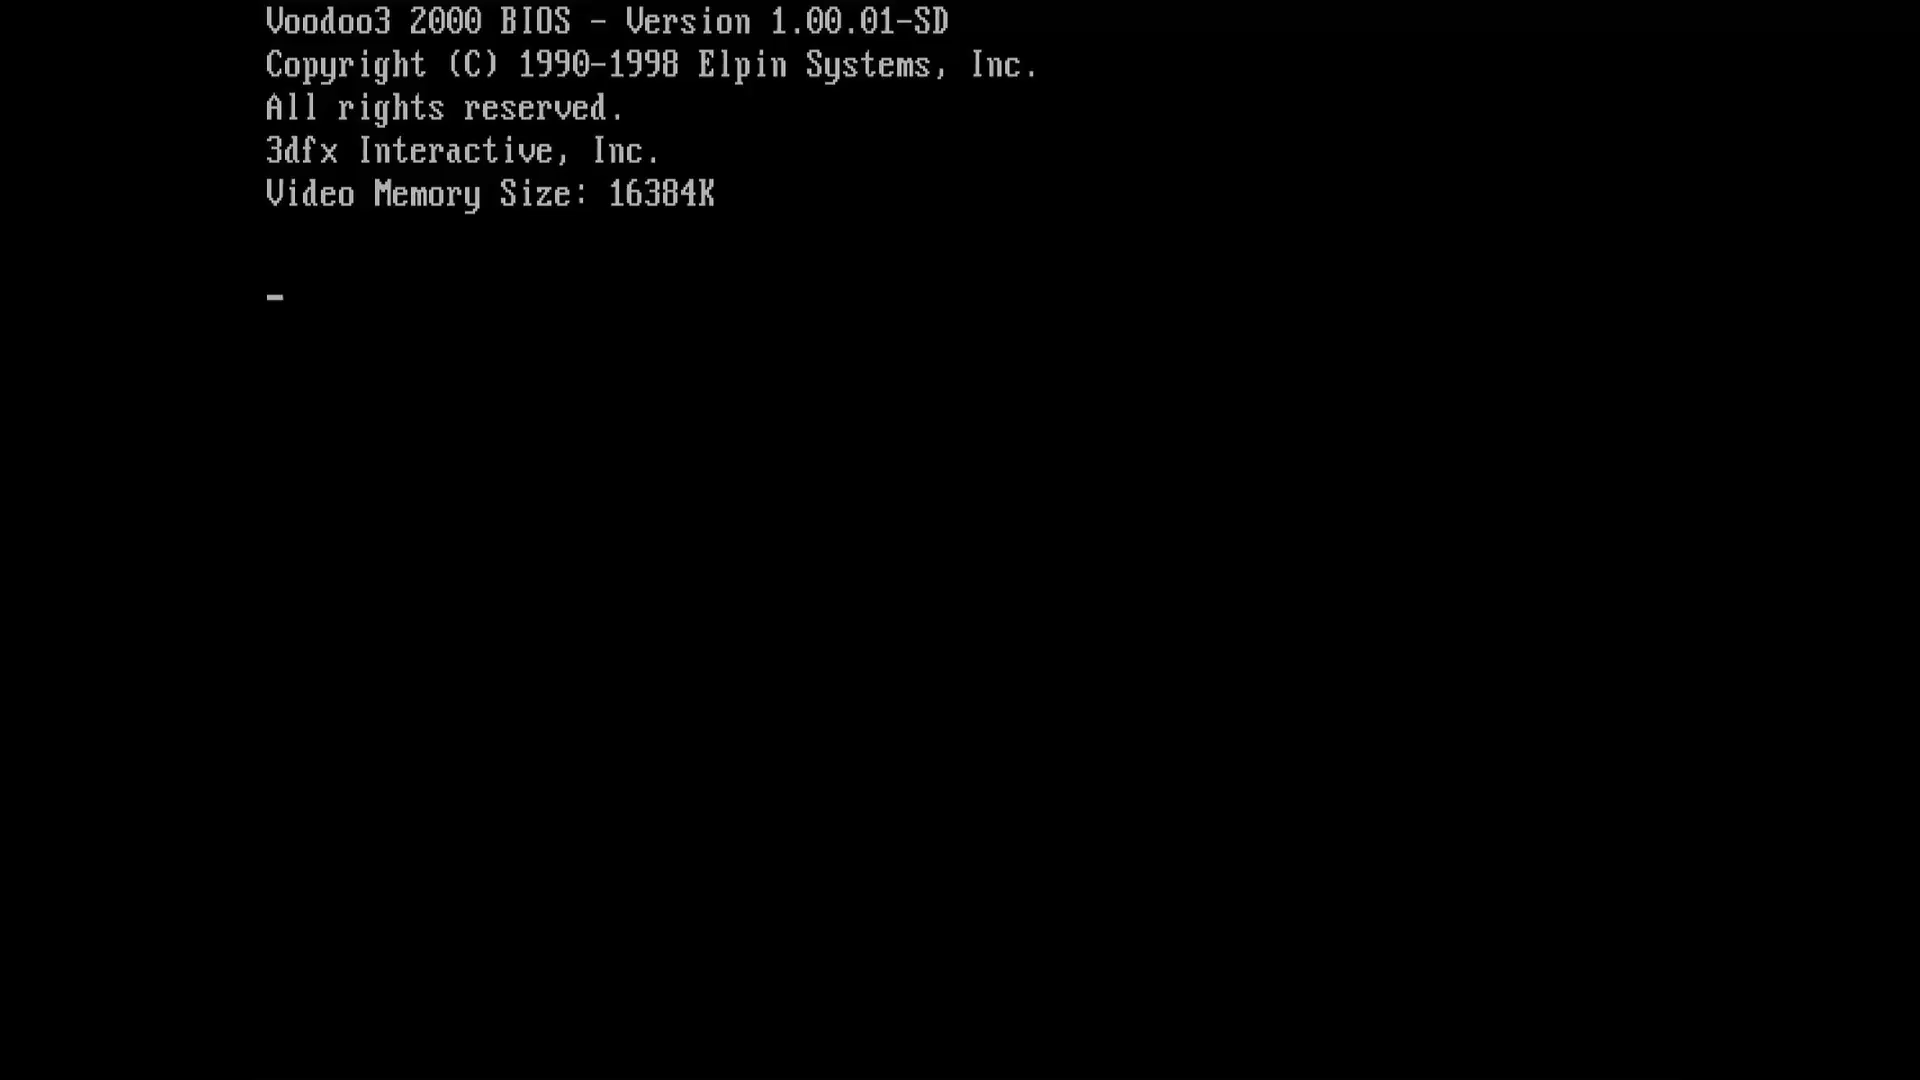 Voodoo3 2000 BIOS - Version 1.00.01-SD
Copyright (C) 1990-1998 Elpin Systems, Inc.
All rights reserved.
3dfx Interactive, Inc.
Video Memory Size: 16384K